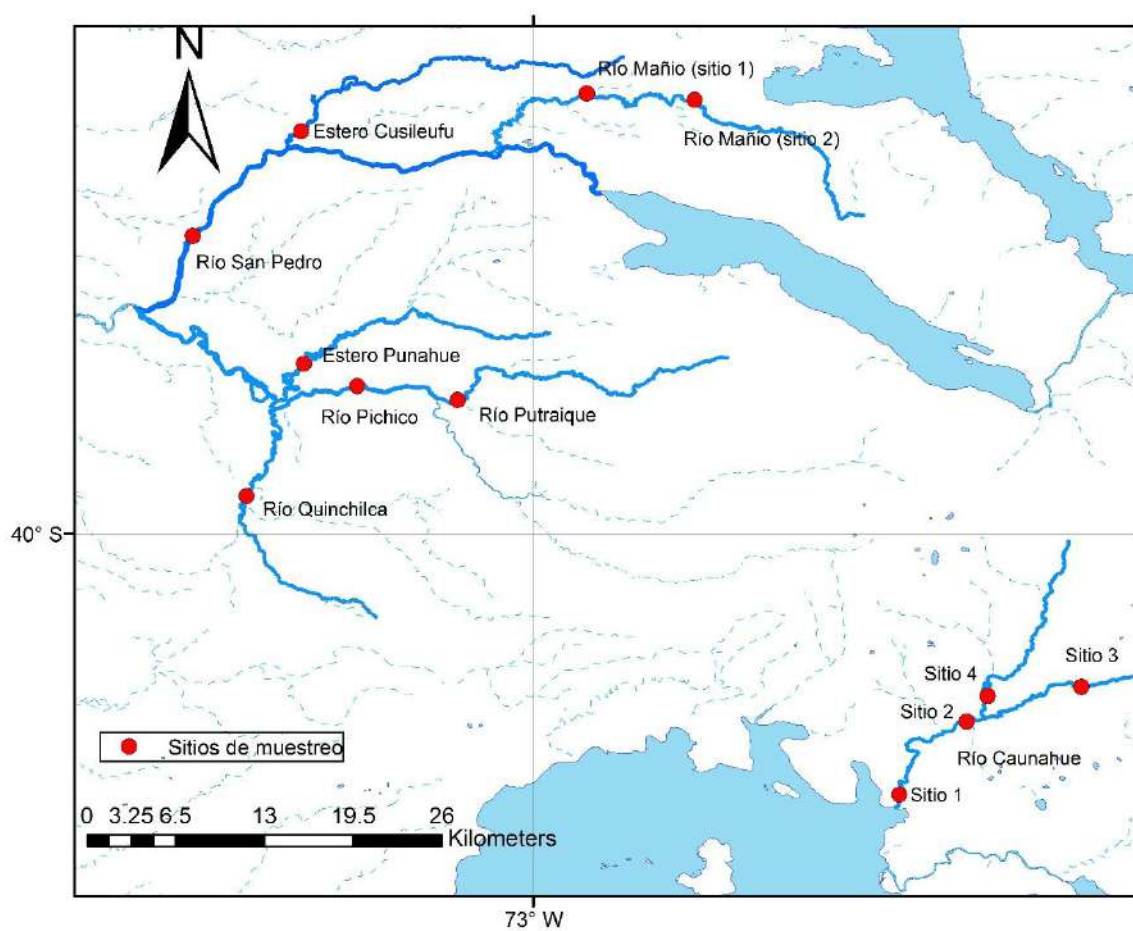 N
Río Mañio (sitio 1)
Estero Cusileufu
Río Mañio (sitio 2)
Río San Pedro
Estero Punahue
Río Pichico
Río Putraique
Río Quinchilca
40° S
Sitio 3
Sitio 4
Sitio 2
Río Caunahue
Sitios de muestreo
Sitio 1
0 3.25 6.5 13 19.5 26
Kilometers
73° W